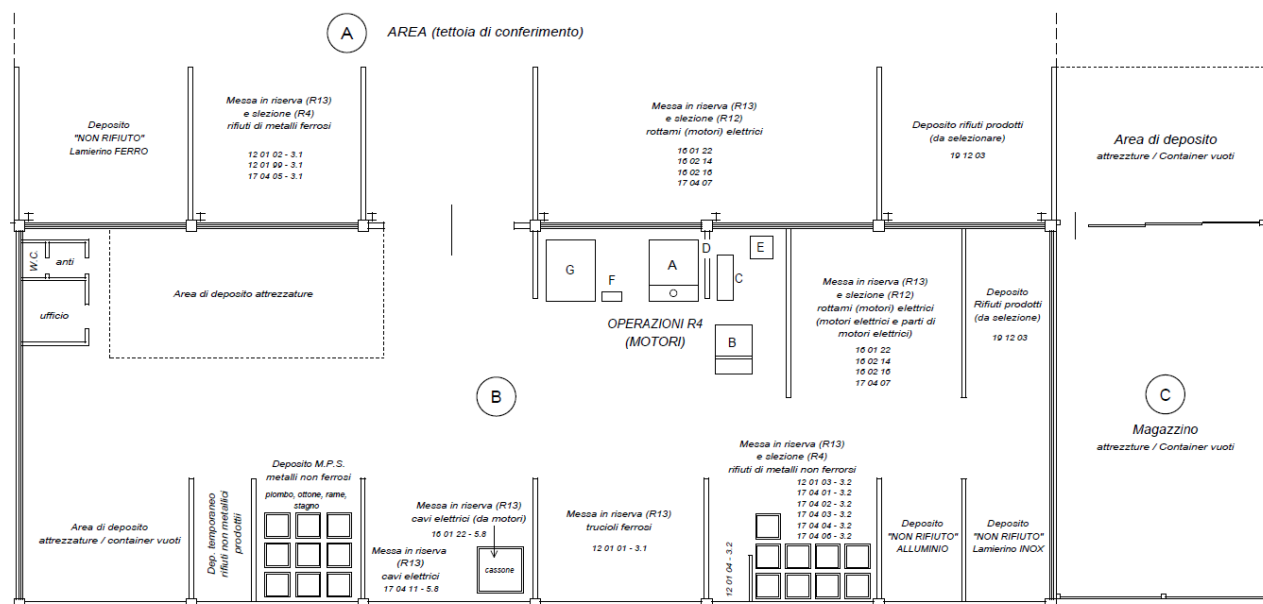 A
AREA (tettoia di conferimento)
Deposito
"NON RIFIUTO"
Lamierino FERRO
Messa in riserva (R13)
e slezione (R4)
rifiuti di metalli ferrosi
12 01 02 - 3.1
12 01 99 - 3.1
17 04 05 - 3.1
Messa in riserva (R13)
e slezione (R12)
rottami (motori) elettrici
16 01 22
16 02 14
16 02 16
17 04 07
Deposito rifiuti prodotti
(da selezionare)
19 12 03
Area di deposito
attrezzture / Container vuoti
W.C.
anti
ufficio
Area di deposito attrezzature
G
F
A
D
C
E
B
OPERAZIONI R4
(MOTORI)
Messa in riserva (R13)
e slezione (R12)
rottami (motori) elettrici
(motori elettrici e parti di
motori elettrici)
16 01 22
16 02 14
16 02 16
17 04 07
Deposito
Rifiuti prodotti
(da selezione)
19 12 03
B
C
Magazzino
attrezzture / Container vuoti
Area di deposito
attrezzature / container vuoti
Dep. temporaneo
rifiuti non metallici
prodottii
Deposito M.P.S.
metalli non ferrosi
piombo, ottone, rame,
stagno
Messa in riserva (R13)
cavi elettrici (da motori)
16 01 22 - 5.8
Messa in riserva
(R13)
cavi elettrici
17 04 11 - 5.8
cassone
Messa in riserva (R13)
trucioli ferrosi
12 01 01 - 3.1
Messa in riserva (R13)
e slezione (R4)
rifiuti di metalli non ferrorsi
12 01 03 - 3.2
17 04 01 - 3.2
17 04 02 - 3.2
17 04 03 - 3.2
17 04 04 - 3.2
17 04 06 - 3.2
12 01 04 - 3.2
Deposito
"NON RIFIUTO"
ALLUMINIO
Deposito
"NON RIFIUTO"
Lamierino INOX